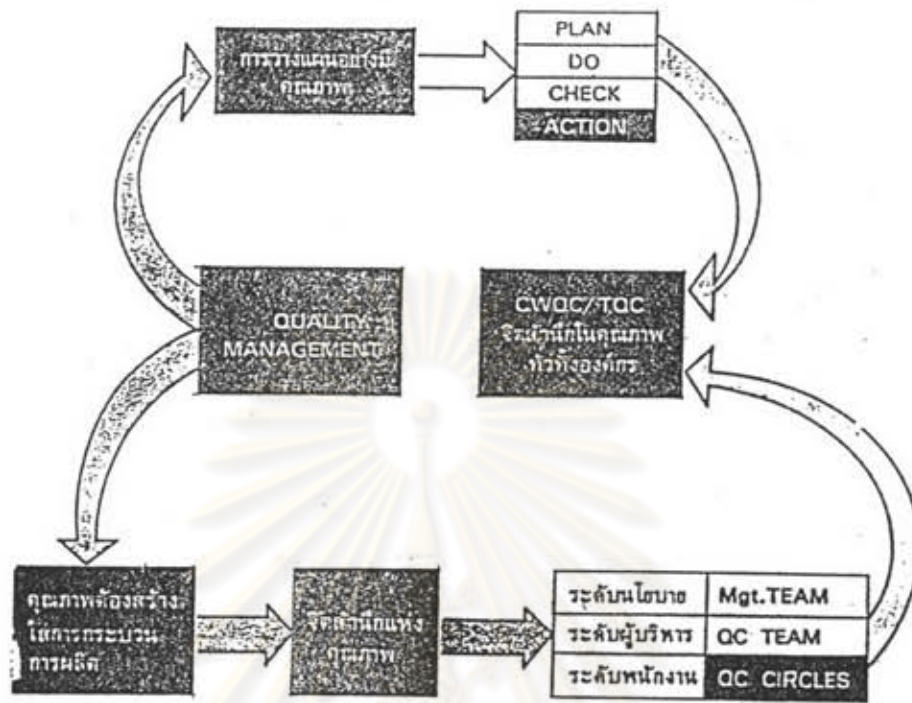 การวางแผนอย่างมี
คุณภาพ
PLAN
DO
CHECK
ACTION
QUALITY
MANAGEMENT
CWQC/TQC
จิตสำนึกในคุณภาพ
ทั่วทั้งองค์กร
คุณภาพต้องสร้าง
โดยการกระบวน
การผลิต
จิตสำนึกแห่ง
คุณภาพ
ระดับนโยบาย Mgt.TEAM
ระดับผู้บริหาร QC TEAM
ระดับพนักงาน QC CIRCLES